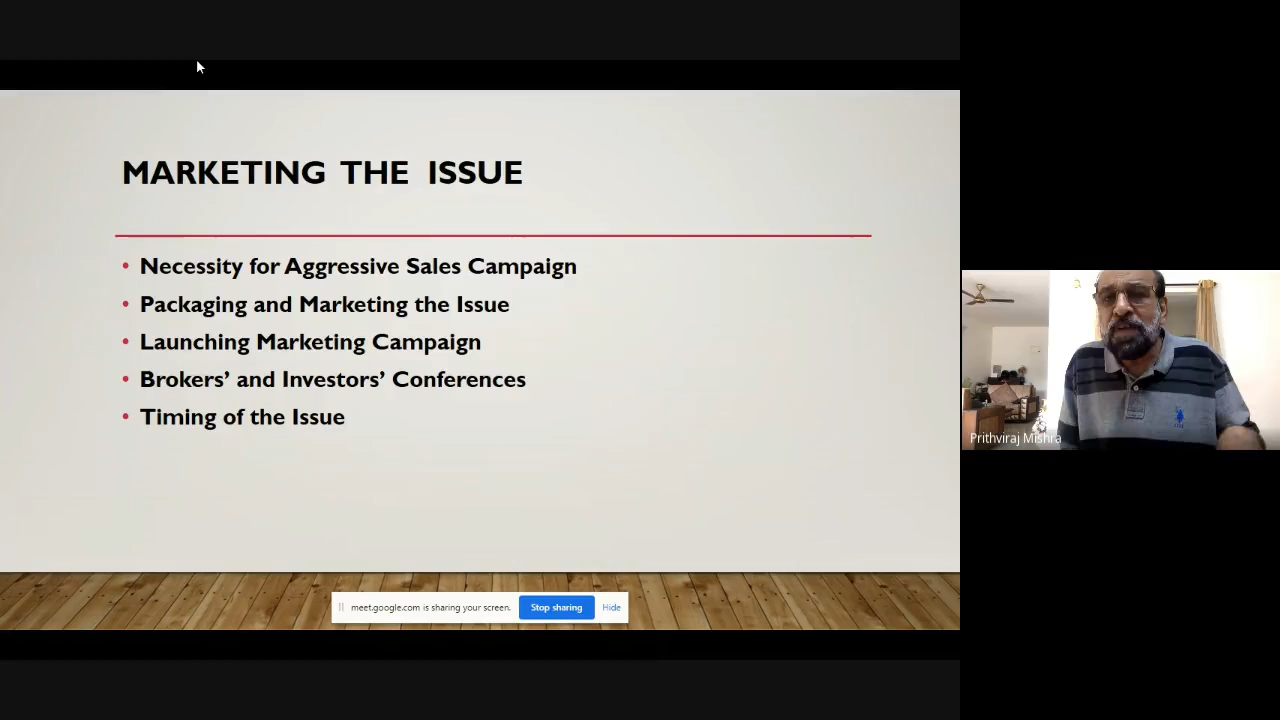 MARKETING THE ISSUE
• Necessity for Aggressive Sales Campaign
• Packaging and Marketing the Issue
• Launching Marketing Campaign
• Brokers’ and Investors’ Conferences
• Timing of the Issue
meet.google.com is sharing your screen.
Stop sharing
Hide
Prithviraj Mishra